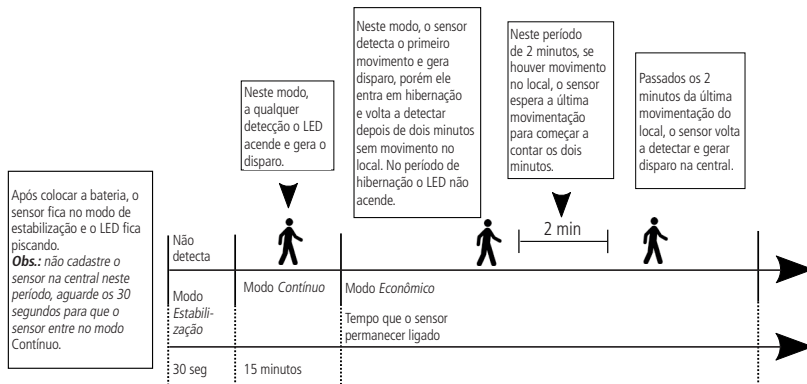 Após colocar a bateria, o
sensor fica no modo de
estabilização e o LED fica
piscando.
Obs.: não cadastre o
sensor na central neste
período, aguarde os 30
segundos para que o
sensor entre no modo
Contínuo.
Neste modo,
a qualquer
detecção o LED
acende e gera o
disparo.
Neste modo, o sensor
detecta o primeiro
movimento e gera
disparo, porém ele
entra em hibernação
e volta a detectar
depois de dois minutos
sem movimento no
local. No período de
hibernação o LED não
acende.
Neste período
de 2 minutos, se
houver movimento
no local, o sensor
espera a última
movimentação
para começar a
contar os dois
minutos.
Passados os 2
minutos da última
movimentação do
local, o sensor volta
a detectar e gerar
disparo na central.
2 min
Não
detecta
Modo
Estabili-
zação
Modo Contínuo
Modo Econômico
Tempo que o sensor
permanecer ligado
30 seg
15 minutos